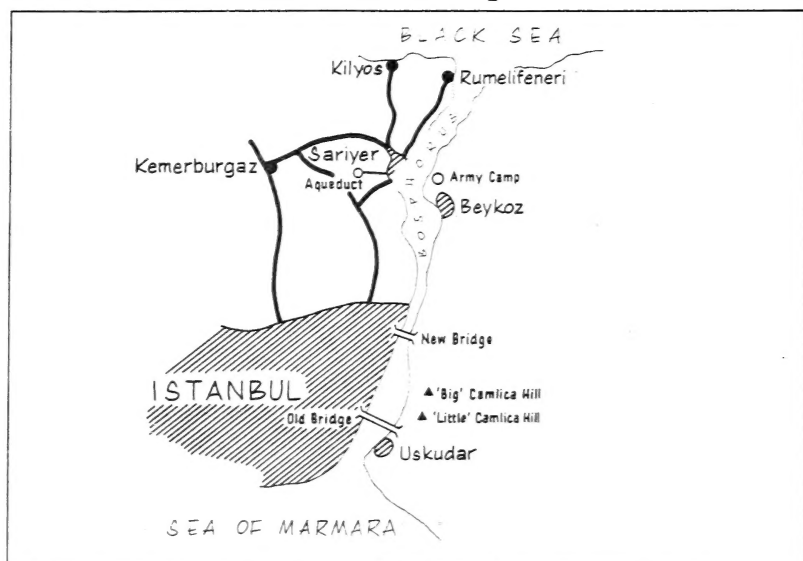 BLACK SEA
Kilyos
Rumelifeneri
Sariyer
Kemerburgaz
Aqueduct
Army Camp
Beykoz
BOSAHORUS
New Bridge
ISTANBUL
'Big' Camlica Hill
'Little' Camlica Hill
Old Bridge
Uskudar
SEA OF MARMARA